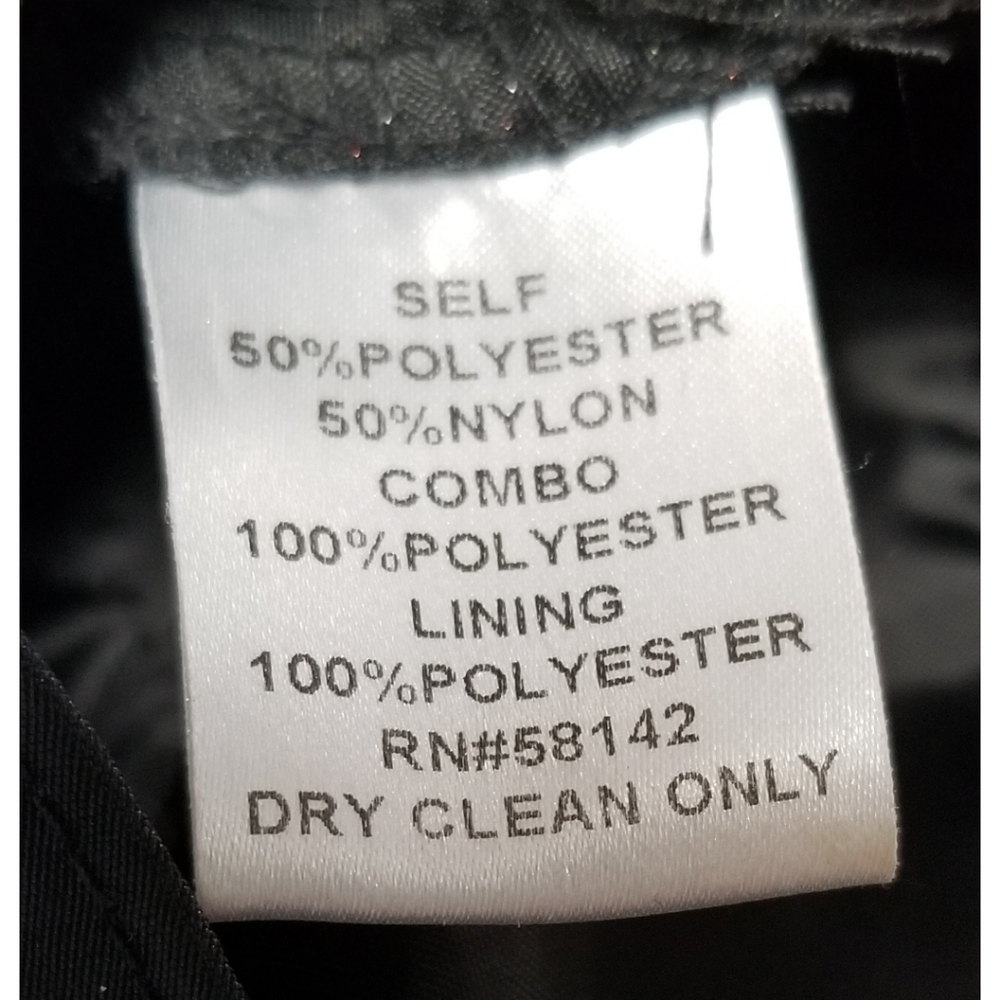 SELF
50%POLYESTER
50%NYLON
COMBO
100%POLYESTER
LINING
100%POLYESTER
RN#58142
DRY CLEAN ONLY